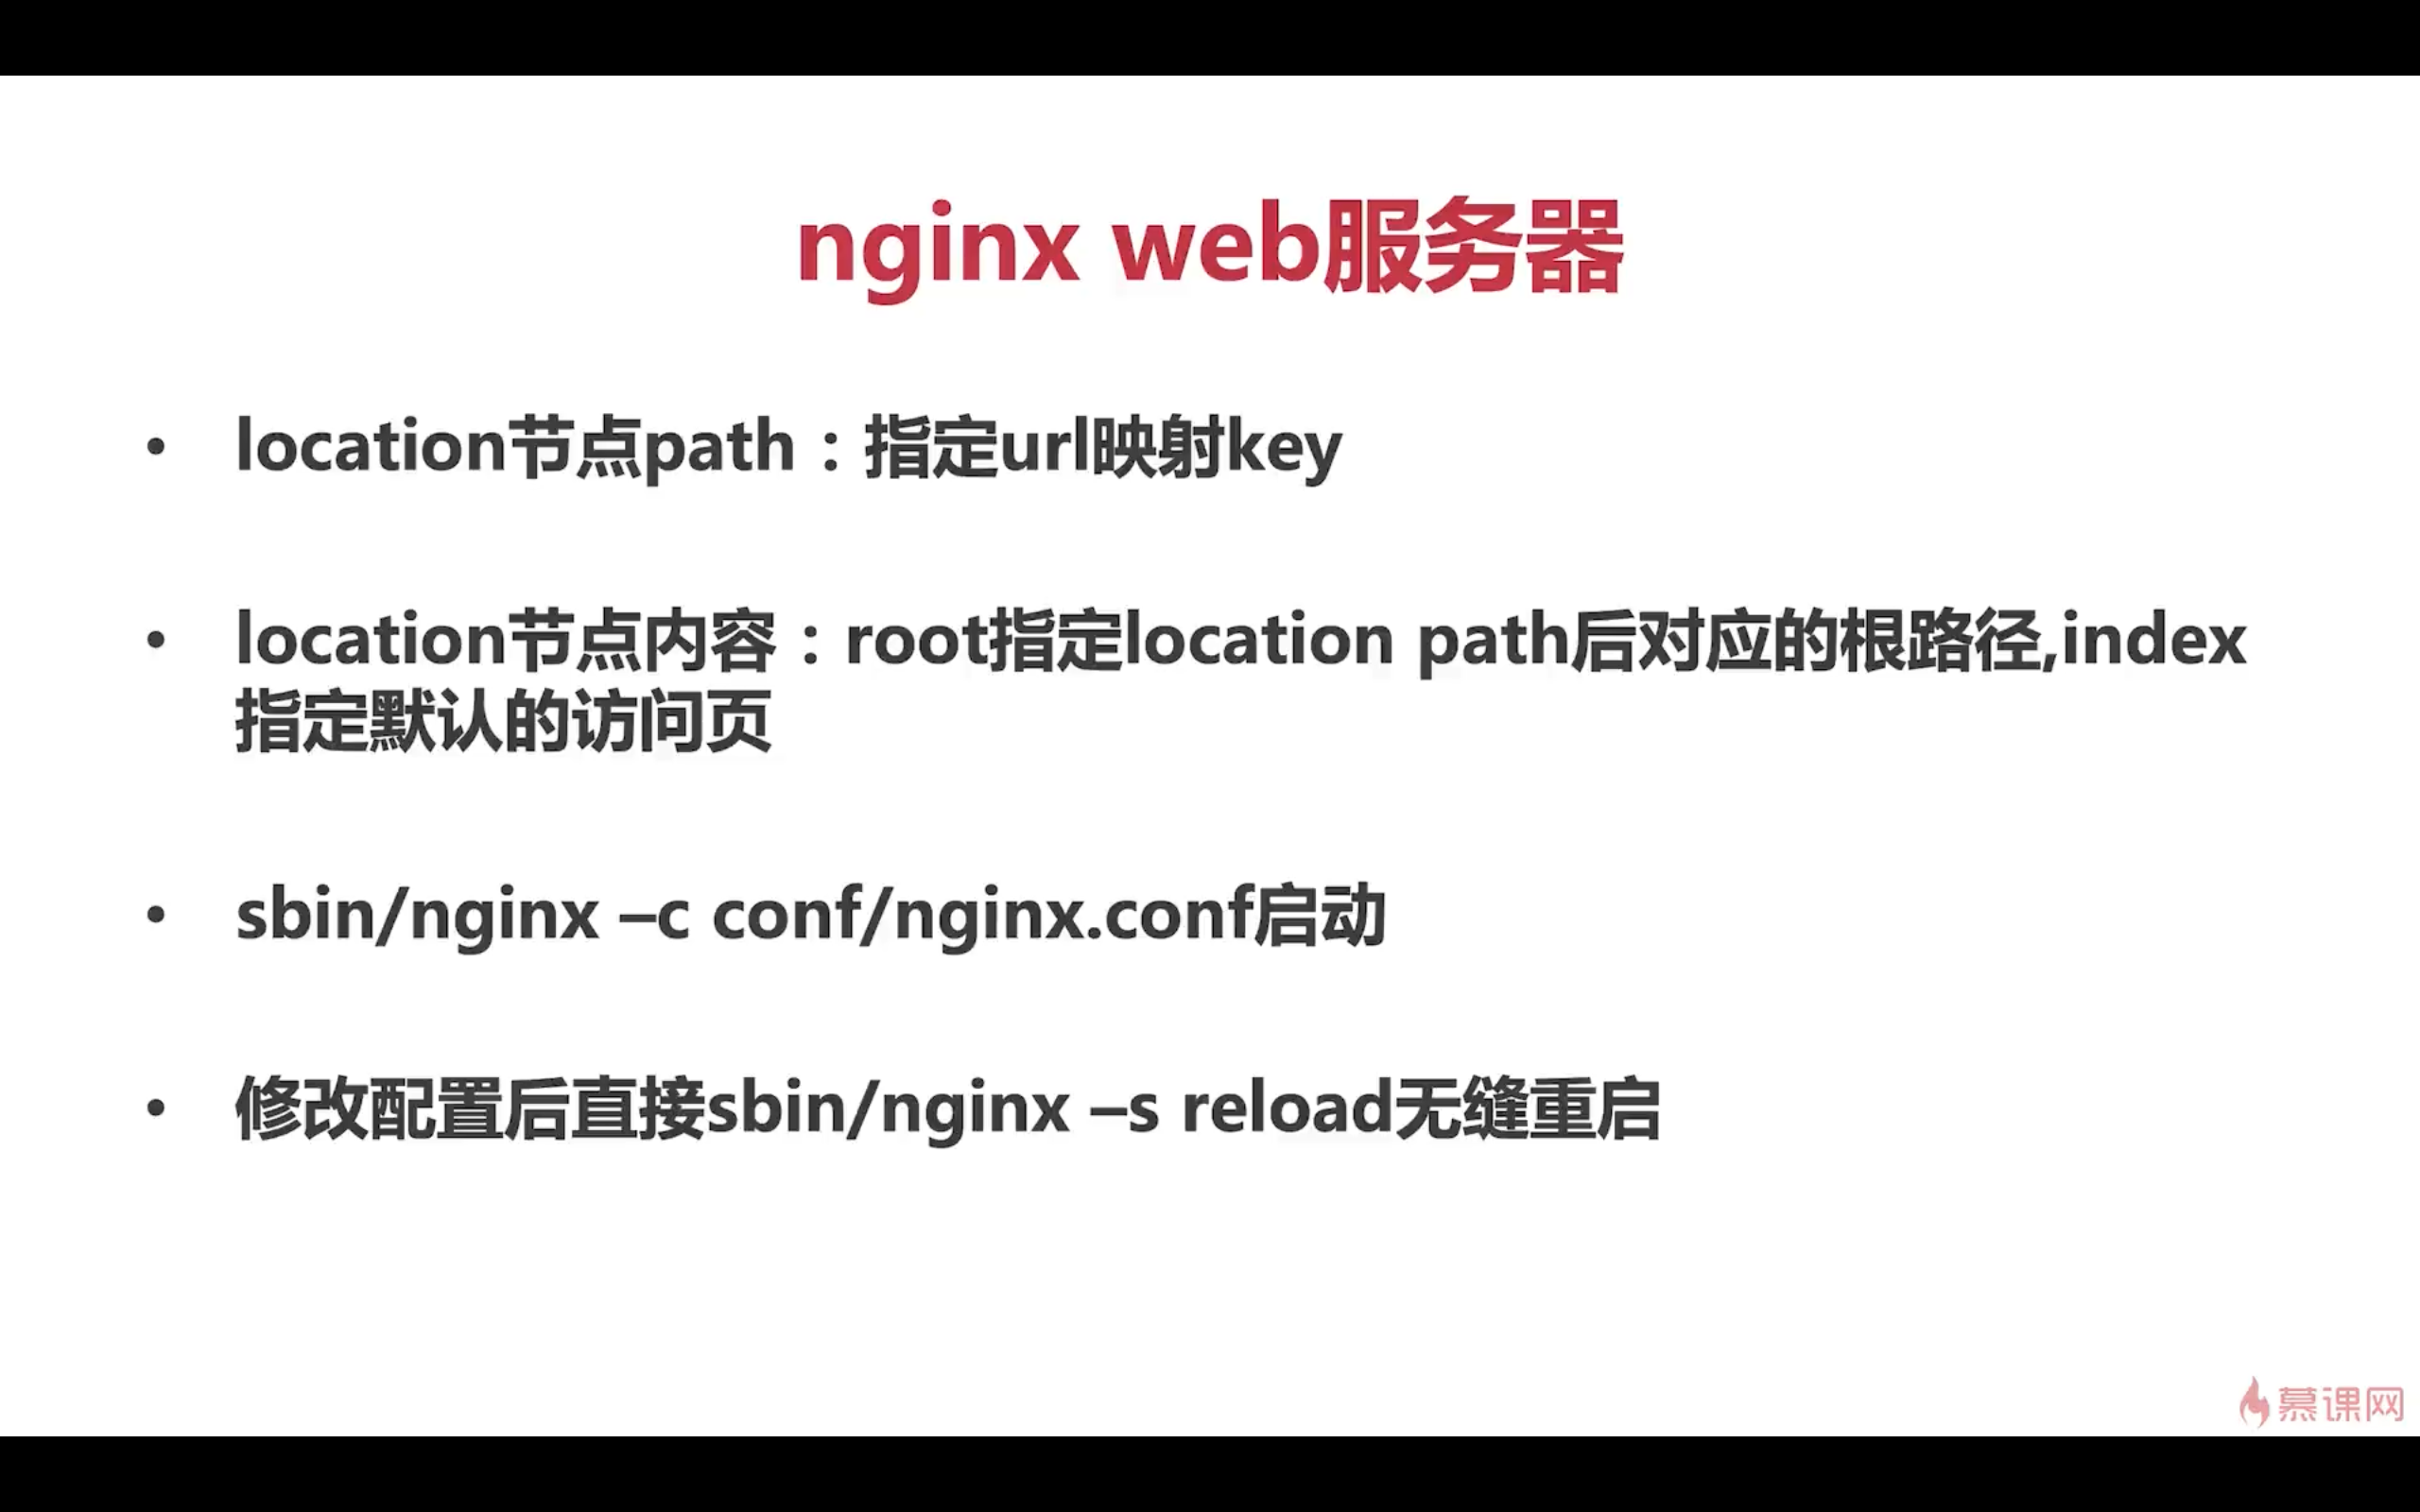 nginx web服务器
• location节点path：指定url映射key
• location节点内容：root指定location path后对应的根路径,index
指定默认的访问页
• sbin/nginx –c conf/nginx.conf启动
• 修改配置后直接sbin/nginx –s reload无缝重启
慕课网